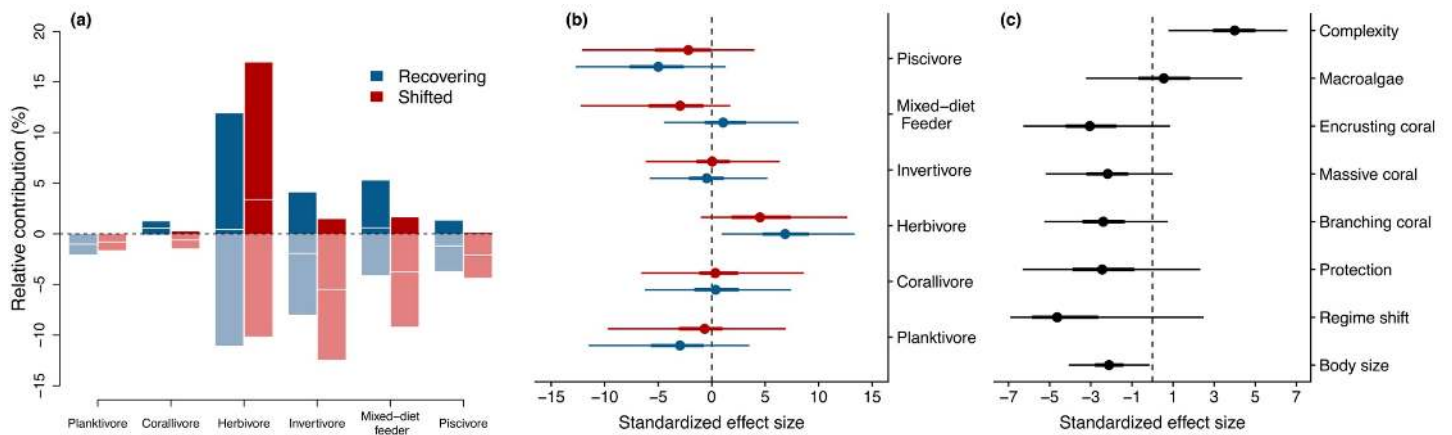 (a)
Relative contribution (%)
20
15
10
5
0
−5
−10
−15
Recovering
Shifted
Planktivore
Corallivore
Herbivore
Invertivore
Mixed−diet
feeder
Piscivore
(b)
Piscivore
Mixed−diet
Feeder
Invertivore
Herbivore
Corallivore
Planktivore
−15 −10 −5 0 5 10 15
Standardized effect size
(c)
Complexity
Macroalgae
Encrusting coral
Massive coral
Branching coral
Protection
Regime shift
Body size
−7 −5 −3 −1 1 3 5 7
Standardized effect size